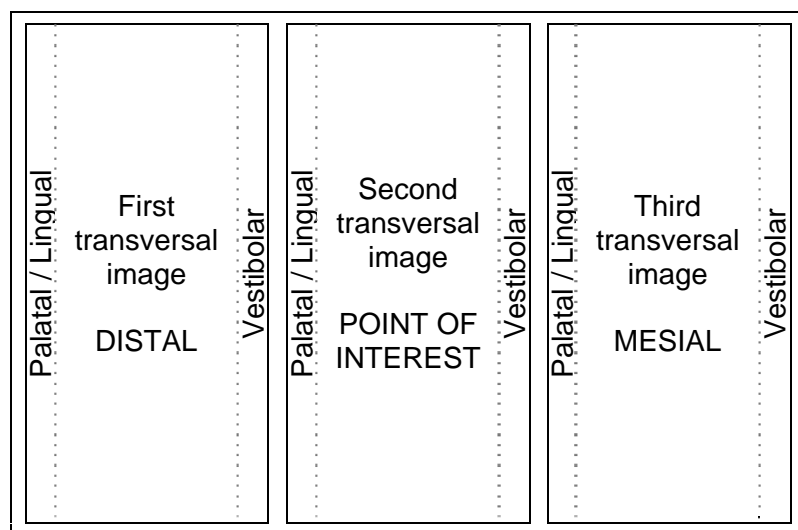 Palatal / Lingual
First
transversal
image
DISTAL
Vestibolar
Palatal / Lingual
Second
transversal
image
POINT OF
INTEREST
Vestibolar
Palatal / Lingual
Third
transversal
image
MESIAL
Vestibolar